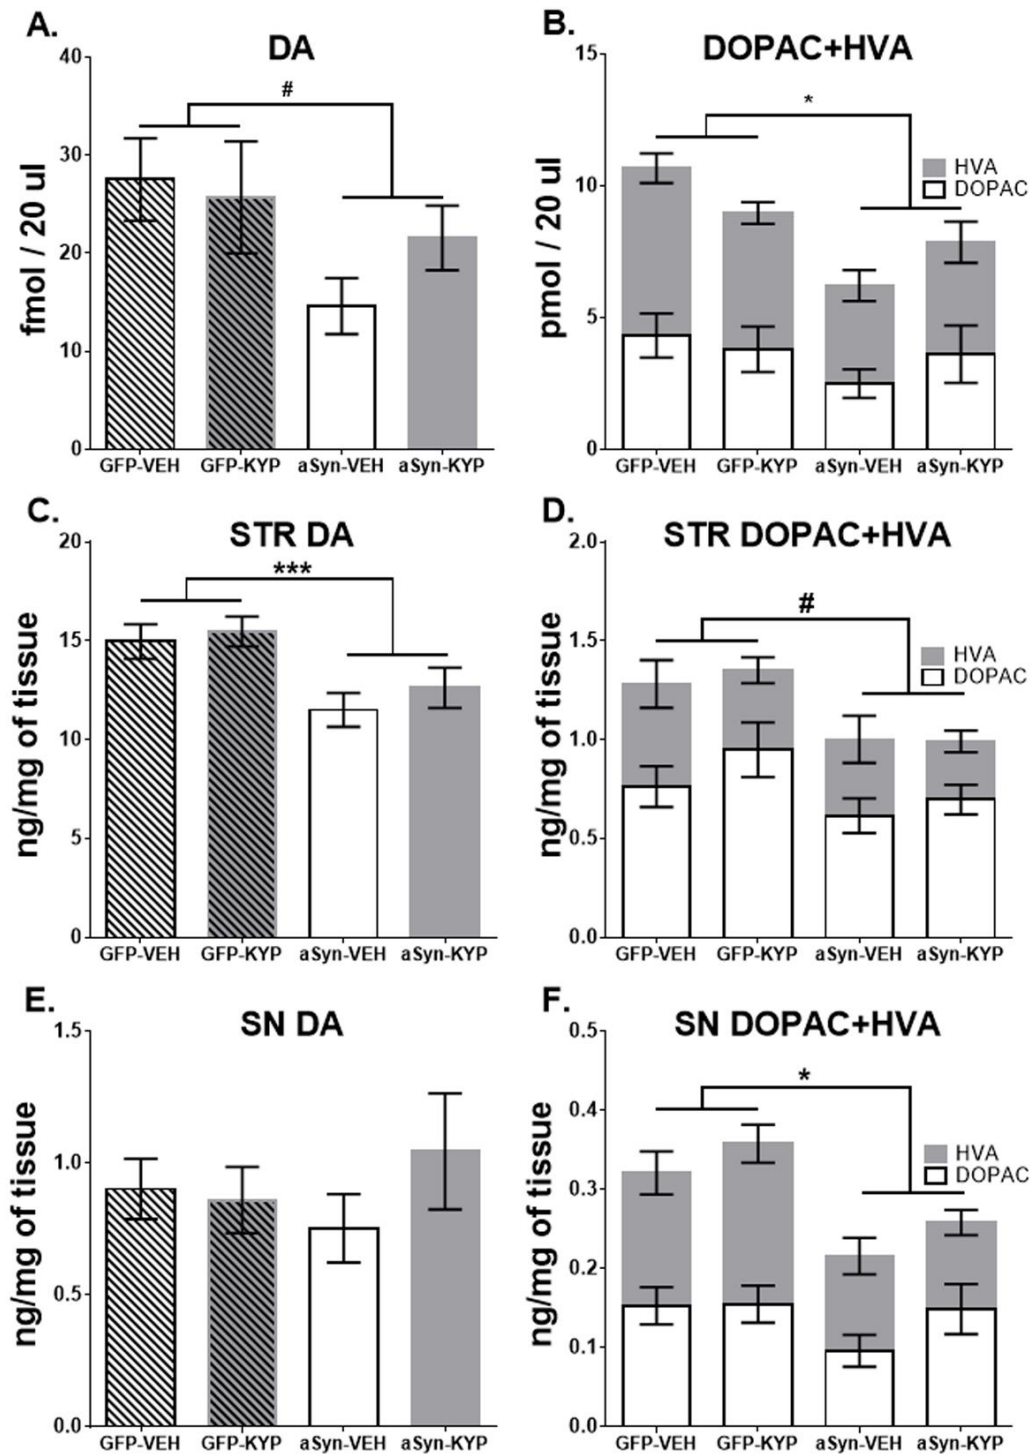 A.
DA
fmol / 20 ul
40
30
20
10
0
#
GFP-VEH GFP-KYP aSyn-VEH aSyn-KYP
B.
DOPAC+HVA
pmol / 20 ul
15
10
5
0
*
HVA
DOPAC
GFP-VEH GFP-KYP aSyn-VEH aSyn-KYP
C.
STR DA
ng/mg of tissue
20
15
10
5
0
***
GFP-VEH GFP-KYP aSyn-VEH aSyn-KYP
D.
STR DOPAC+HVA
ng/mg of tissue
2.0
1.5
1.0
0.5
0.0
#
HVA
DOPAC
GFP-VEH GFP-KYP aSyn-VEH aSyn-KYP
E.
SN DA
ng/mg of tissue
1.5
1.0
0.5
0.0
GFP-VEH GFP-KYP aSyn-VEH aSyn-KYP
F.
SN DOPAC+HVA
ng/mg of tissue
0.5
0.4
0.3
0.2
0.1
0.0
*
HVA
DOPAC
GFP-VEH GFP-KYP aSyn-VEH aSyn-KYP